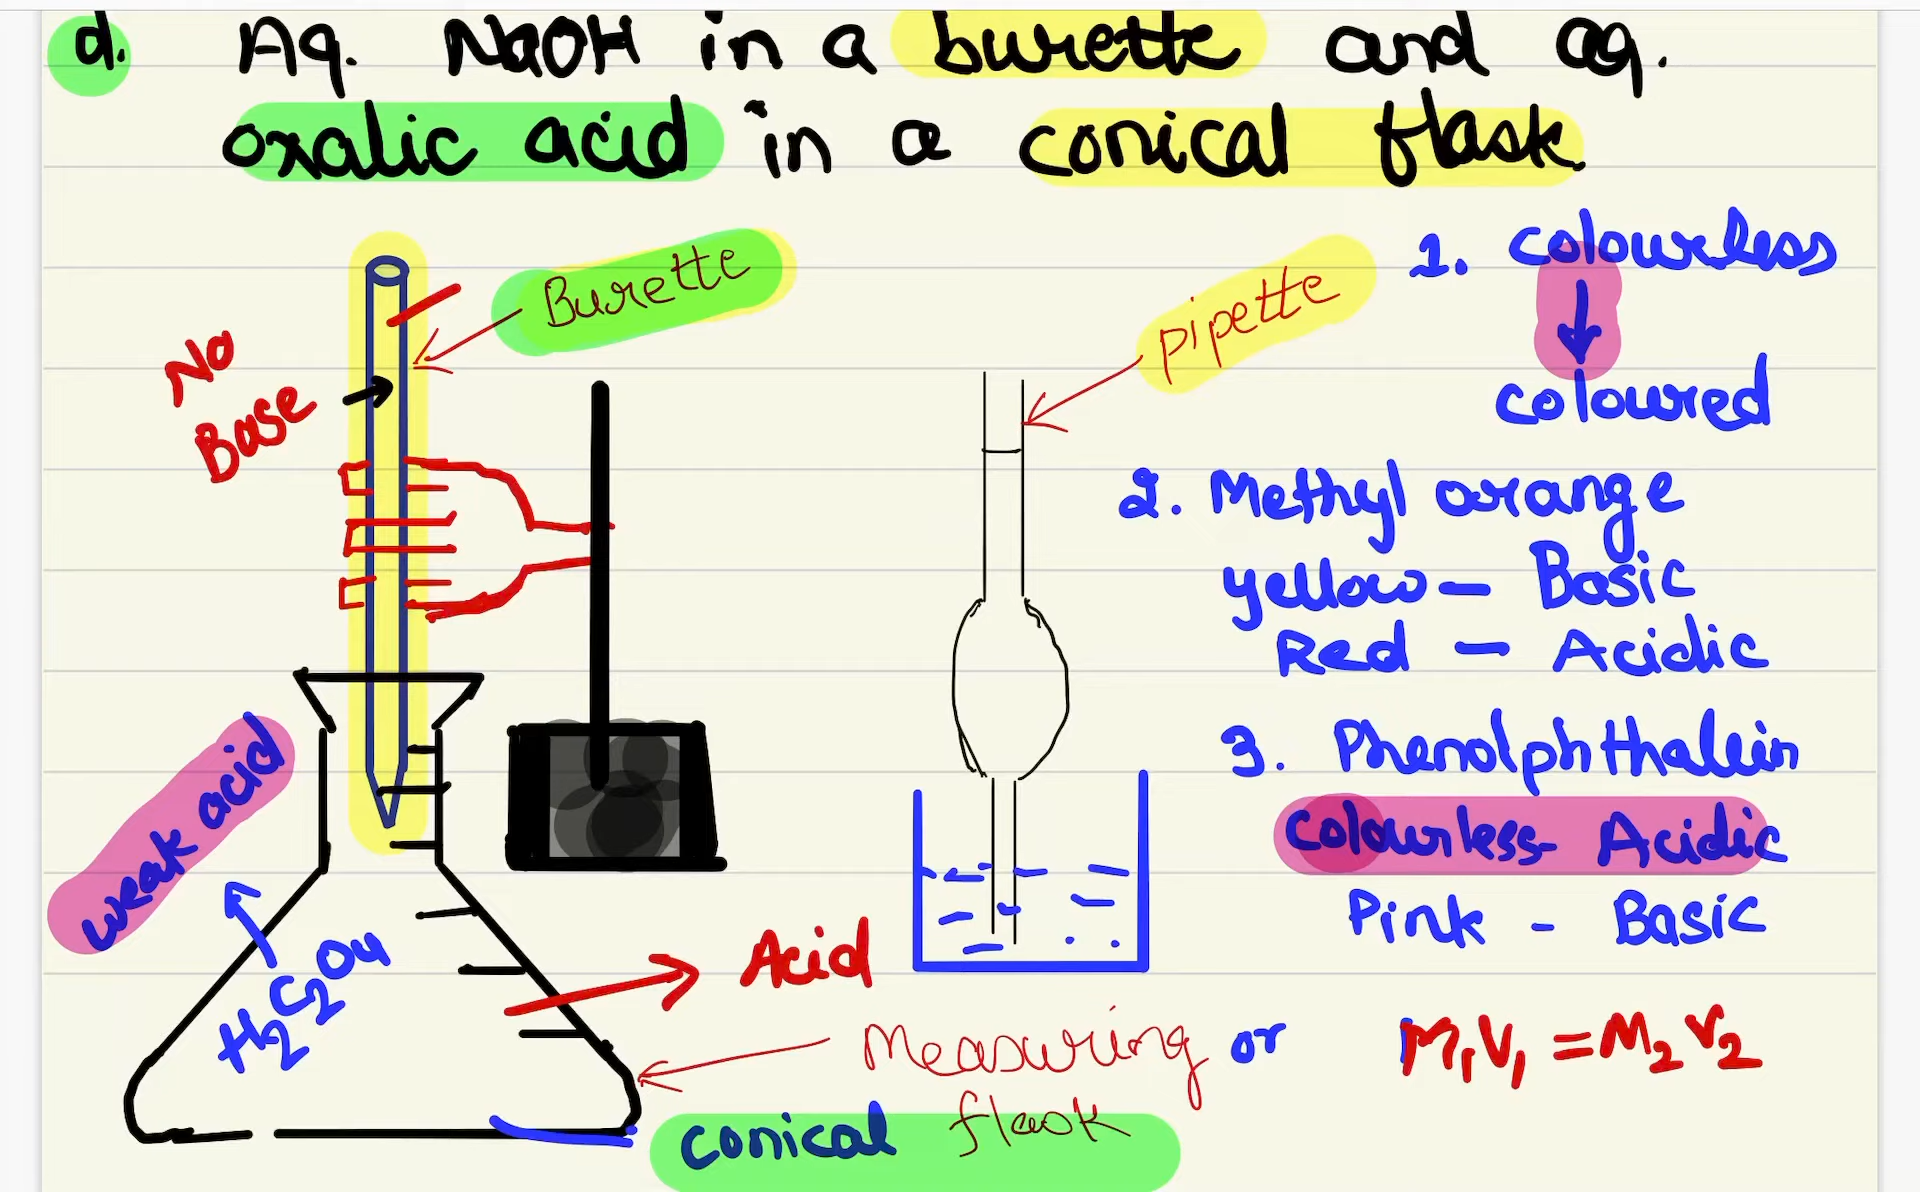 d. Aq. NaOH in a burette and aq.
oxalic acid in a conical flask
Burette
No
Base
pipette
1. colourless
coloured
2. Methyl orange
yellow - Basic
Red - Acidic
3. Phenolphthalein
colourless - Acidic
Pink - Basic
weak acid
H2C2O4
Acid
Measuring or
flask
conical
M1V1 = M2V2